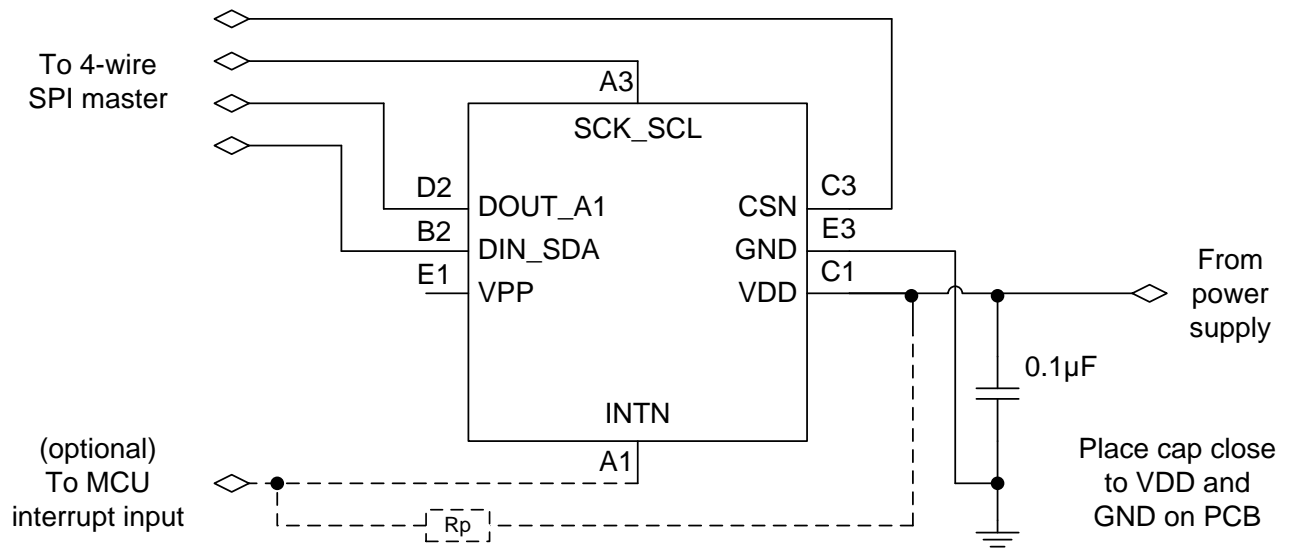 To 4-wire
SPI master
A3
SCK_SCL
D2
DOUT_A1
CSN
C3
B2
DIN_SDA
GND
E3
E1
VPP
VDD
C1
From
power
supply
0.1µF
INTN
A1
(optional)
To MCU
interrupt input
Rp
Place cap close
to VDD and
GND on PCB